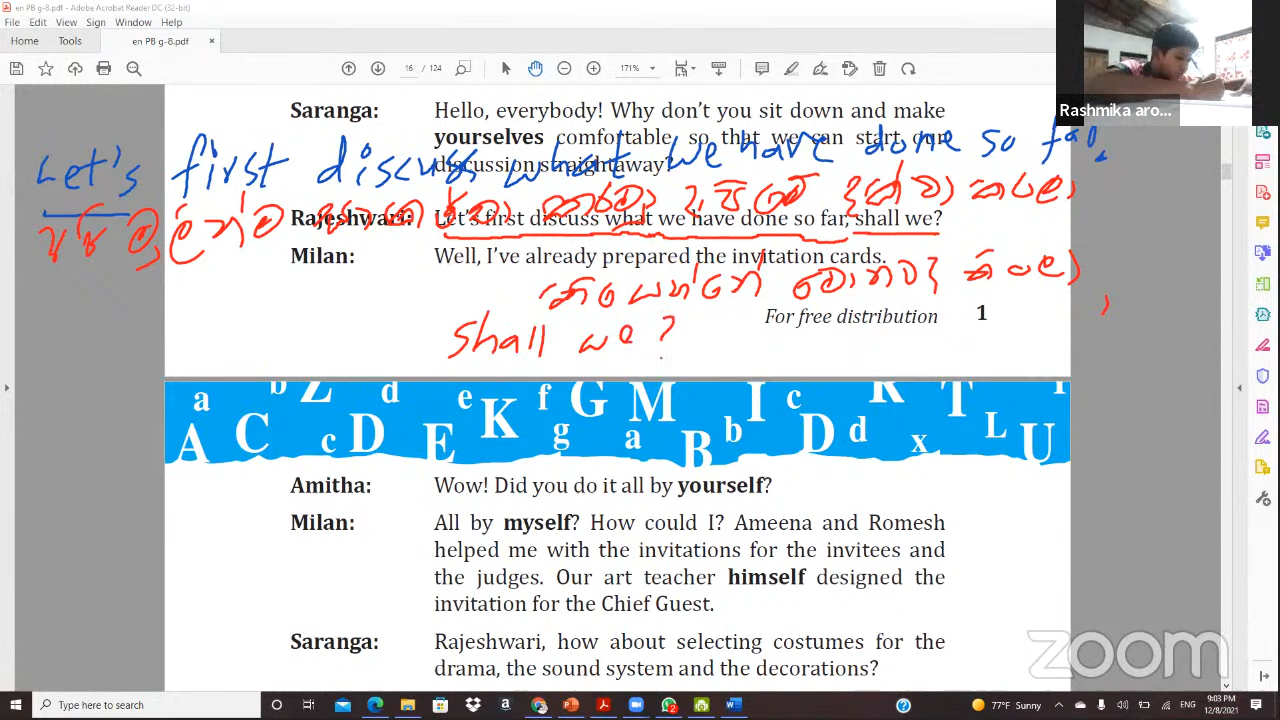 en PB g-8.pdf - Adobe Acrobat Reader DC (32-bit)
File Edit View Sign Window Help
Home Tools en PB g-8.pdf ×
16 / 124 171%
Rashmika aro...
Saranga: Hello, everybody! Why don't you sit down and make
yourselves comfortable, so that we can start our
discussion straightaway?
Let's first discuss what we have done so far,
Rajeshwari: Let's first discuss what we have done so far, shall we?
Milan: Well, I've already prepared the invitation cards.
For free distribution 1
Shall we?
a b Z d e f G M I c R T
A C c D E K g a B b D d x L U
Amitha: Wow! Did you do it all by yourself?
Milan: All by myself? How could I? Ameena and Romesh
helped me with the invitations for the invitees and
the judges. Our art teacher himself designed the
invitation for the Chief Guest.
Saranga: Rajeshwari, how about selecting costumes for the
drama, the sound system and the decorations?
zoom
Type here to search
77°F Sunny ENG 9:03 PM
12/8/2021